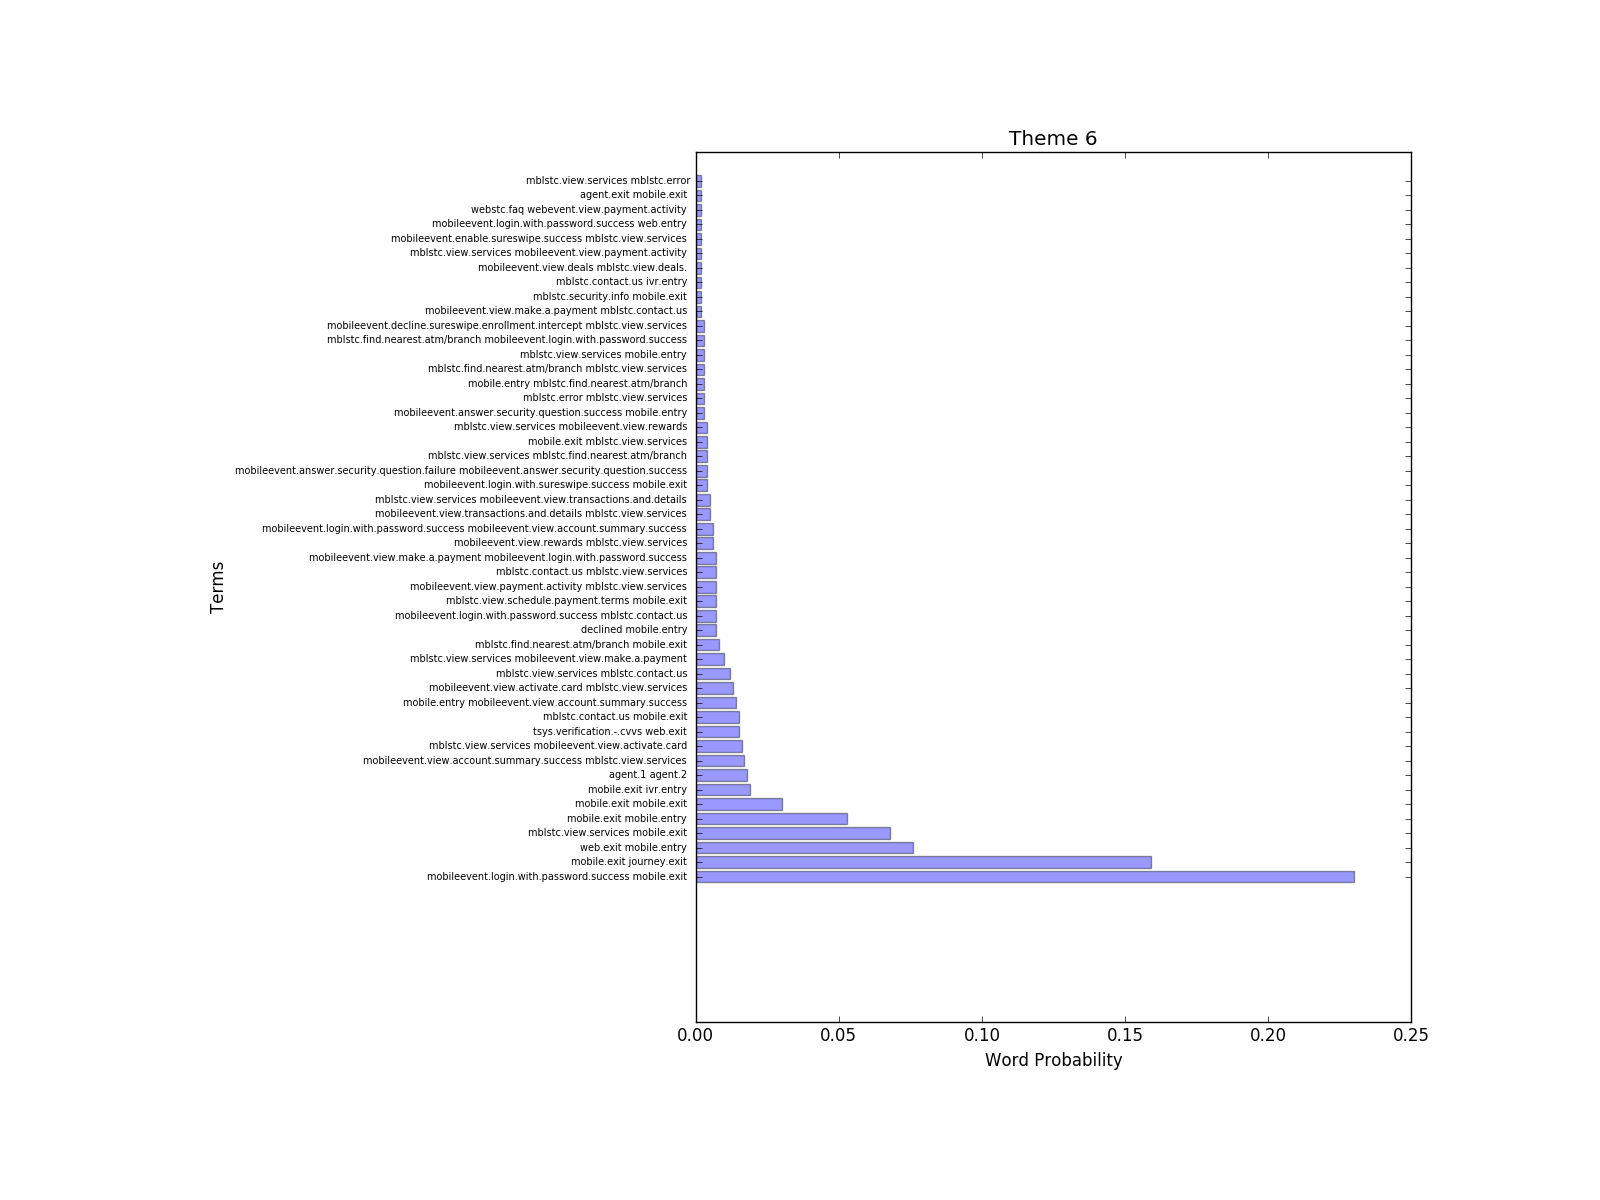 Theme 6
mblstc.view.services mblstc.error
agent.exit mobile.exit
webstc.faq webevent.view.payment.activity
mobileevent.login.with.password.success web.entry
mobileevent.enable.sureswipe.success mblstc.view.services
mblstc.view.services mobileevent.view.payment.activity
mobileevent.view.deals mblstc.view.deals.
mblstc.contact.us ivr.entry
mblstc.security.info mobile.exit
mobileevent.view.make.a.payment mblstc.contact.us
mobileevent.decline.sureswipe.enrollment.intercept mblstc.view.services
mblstc.find.nearest.atm/branch mobileevent.login.with.password.success
mblstc.view.services mobile.entry
mblstc.find.nearest.atm/branch mblstc.view.services
mobile.entry mblstc.find.nearest.atm/branch
mblstc.error mblstc.view.services
mobileevent.answer.security.question.success mobile.entry
mblstc.view.services mobileevent.view.rewards
mobile.exit mblstc.view.services
mblstc.view.services mblstc.find.nearest.atm/branch
mobileevent.answer.security.question.failure mobileevent.answer.security.question.success
mobileevent.login.with.sureswipe.success mobile.exit
mblstc.view.services mobileevent.view.transactions.and.details
mobileevent.view.transactions.and.details mblstc.view.services
mobileevent.login.with.password.success mobileevent.view.account.summary.success
mobileevent.view.rewards mblstc.view.services
mobileevent.view.make.a.payment mobileevent.login.with.password.success
mblstc.contact.us mblstc.view.services
mobileevent.view.payment.activity mblstc.view.services
mblstc.view.schedule.payment.terms mobile.exit
mobileevent.login.with.password.success mblstc.contact.us
declined mobile.entry
mblstc.find.nearest.atm/branch mobile.exit
mblstc.view.services mobileevent.view.make.a.payment
mblstc.view.services mblstc.contact.us
mobileevent.view.activate.card mblstc.view.services
mobile.entry mobileevent.view.account.summary.success
mblstc.contact.us mobile.exit
tsys.verification.-.cvvs web.exit
mblstc.view.services mobileevent.view.activate.card
mobileevent.view.account.summary.success mblstc.view.services
agent.1 agent.2
mobile.exit ivr.entry
mobile.exit mobile.exit
mobile.exit mobile.entry
mblstc.view.services mobile.exit
web.exit mobile.entry
mobile.exit journey.exit
mobileevent.login.with.password.success mobile.exit
Terms
0.00 0.05 0.10 0.15 0.20 0.25
Word Probability